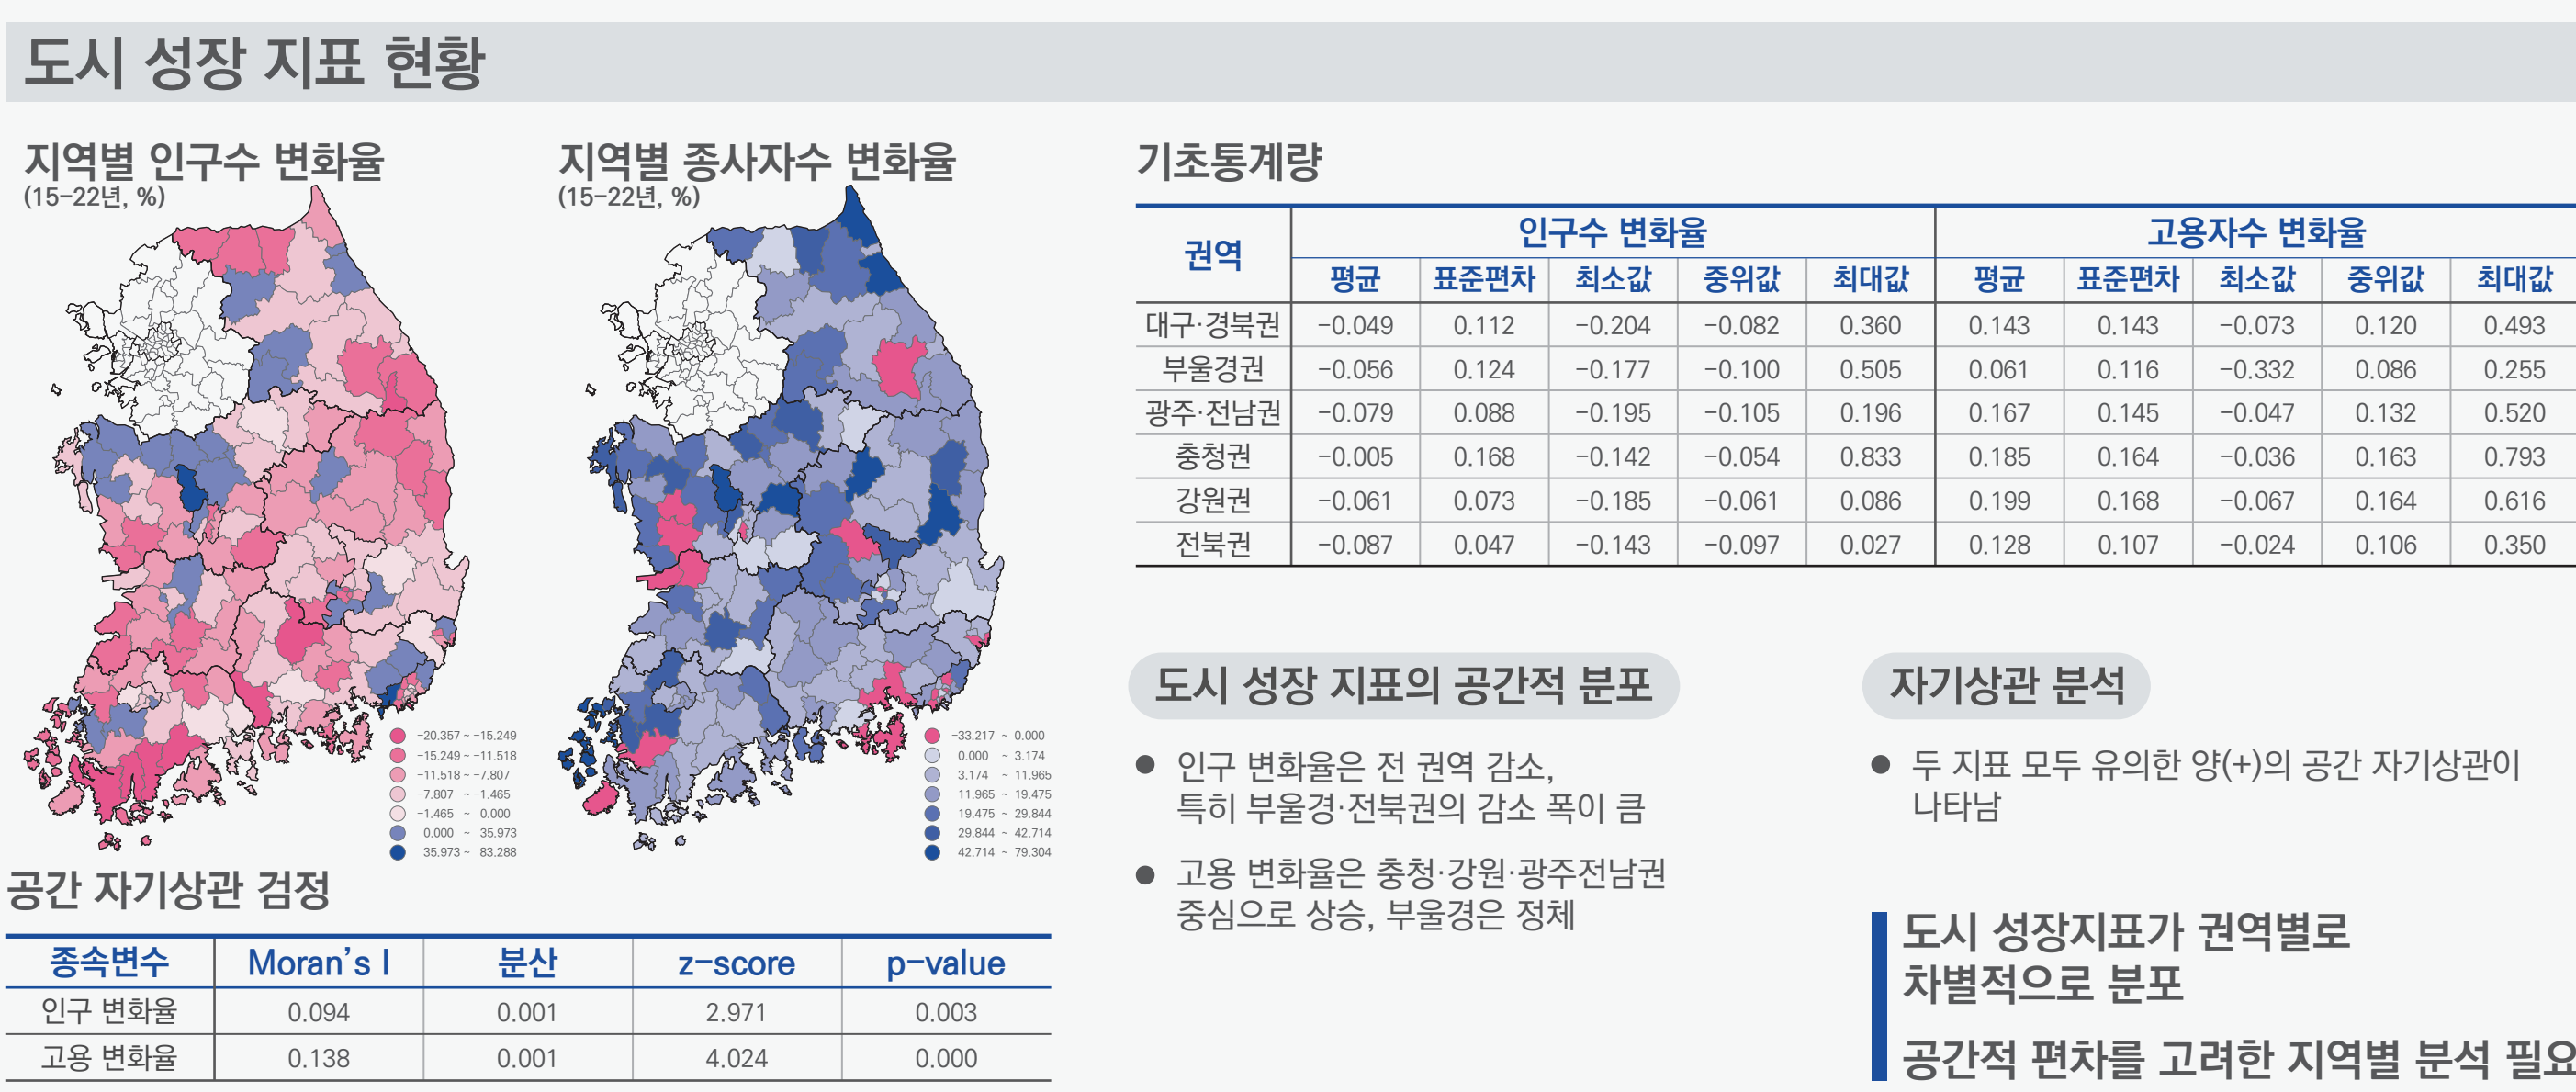 도시 성장 지표 현황
지역별 인구수 변화율
(15-22년, %)
-20.357 ~ -15.249
-15.249 ~ -11.518
-11.518 ~ -7.807
-7.807 ~ -1.465
-1.465 ~ 0.000
0.000 ~ 35.973
35.973 ~ 83.288
지역별 종사자수 변화율
(15-22년, %)
-33.217 ~ 0.000
0.000 ~ 3.174
3.174 ~ 11.965
11.965 ~ 19.475
19.475 ~ 29.844
29.844 ~ 42.714
42.714 ~ 79.304
공간 자기상관 검정
종속변수 Moran's I 분산 z-score p-value
인구 변화율 0.094 0.001 2.971 0.003
고용 변화율 0.138 0.001 4.024 0.000
기초통계량
권역 인구수 변화율 고용자수 변화율
평균 표준편차 최소값 중위값 최대값 평균 표준편차 최소값 중위값 최대값
대구·경북권 -0.049 0.112 -0.204 -0.082 0.360 0.143 0.143 -0.073 0.120 0.493
부울경권 -0.056 0.124 -0.177 -0.100 0.505 0.061 0.116 -0.332 0.086 0.255
광주·전남권 -0.079 0.088 -0.195 -0.105 0.196 0.167 0.145 -0.047 0.132 0.520
충청권 -0.005 0.168 -0.142 -0.054 0.833 0.185 0.164 -0.036 0.163 0.793
강원권 -0.061 0.073 -0.185 -0.061 0.086 0.199 0.168 -0.067 0.164 0.616
전북권 -0.087 0.047 -0.143 -0.097 0.027 0.128 0.107 -0.024 0.106 0.350
도시 성장 지표의 공간적 분포
● 인구 변화율은 전 권역 감소,
특히 부울경·전북권의 감소 폭이 큼
● 고용 변화율은 충청·강원·광주전남권
중심으로 상승, 부울경은 정체
자기상관 분석
● 두 지표 모두 유의한 양(+)의 공간 자기상관이
나타남
도시 성장지표가 권역별로
차별적으로 분포
공간적 편차를 고려한 지역별 분석 필요